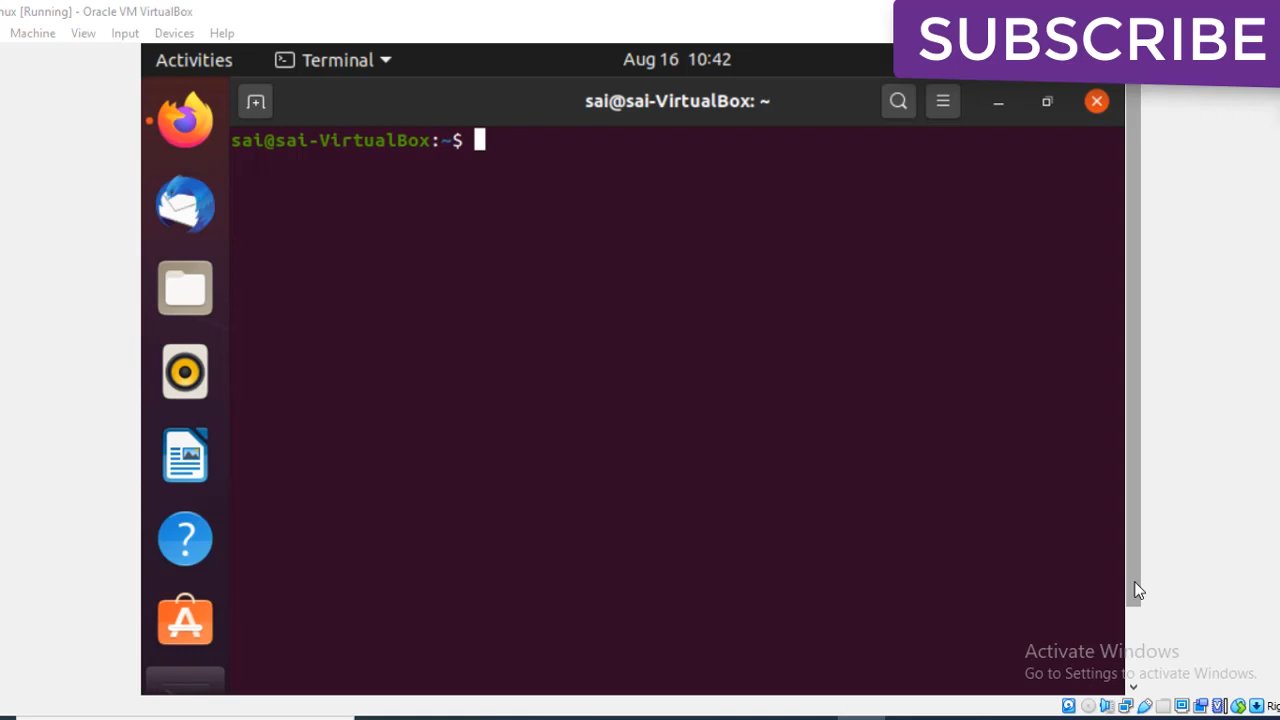 nux [Running] - Oracle VM VirtualBox
Machine View Input Devices Help
SUBSCRIBE
Activities Terminal Aug 16 10:42
sai@sai-VirtualBox: ~
sai@sai-VirtualBox:~$
Activate Windows
Go to Settings to activate Windows.
Rig